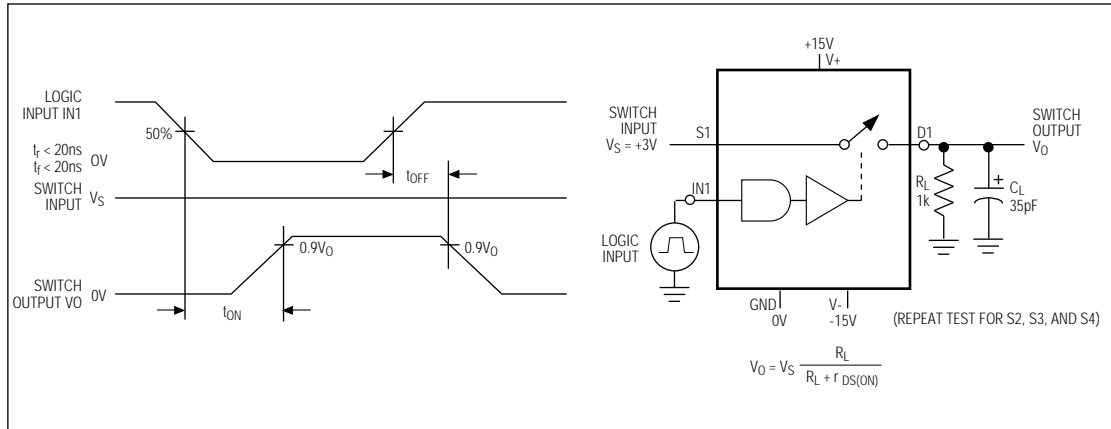 LOGIC
INPUT IN1
50%
tr < 20ns
tf < 20ns
0V
tOFF
SWITCH
INPUT
VS
0.9VO
0.9VO
SWITCH
OUTPUT VO
0V
tON
+15V
V+
SWITCH
INPUT
VS = +3V
S1
D1
SWITCH
OUTPUT
VO
IN1
RL
1k
+
CL
35pF
LOGIC
INPUT
GND
0V
V-
-15V
(REPEAT TEST FOR S2, S3, AND S4)
VO = VS RL
RL + r DS(ON)